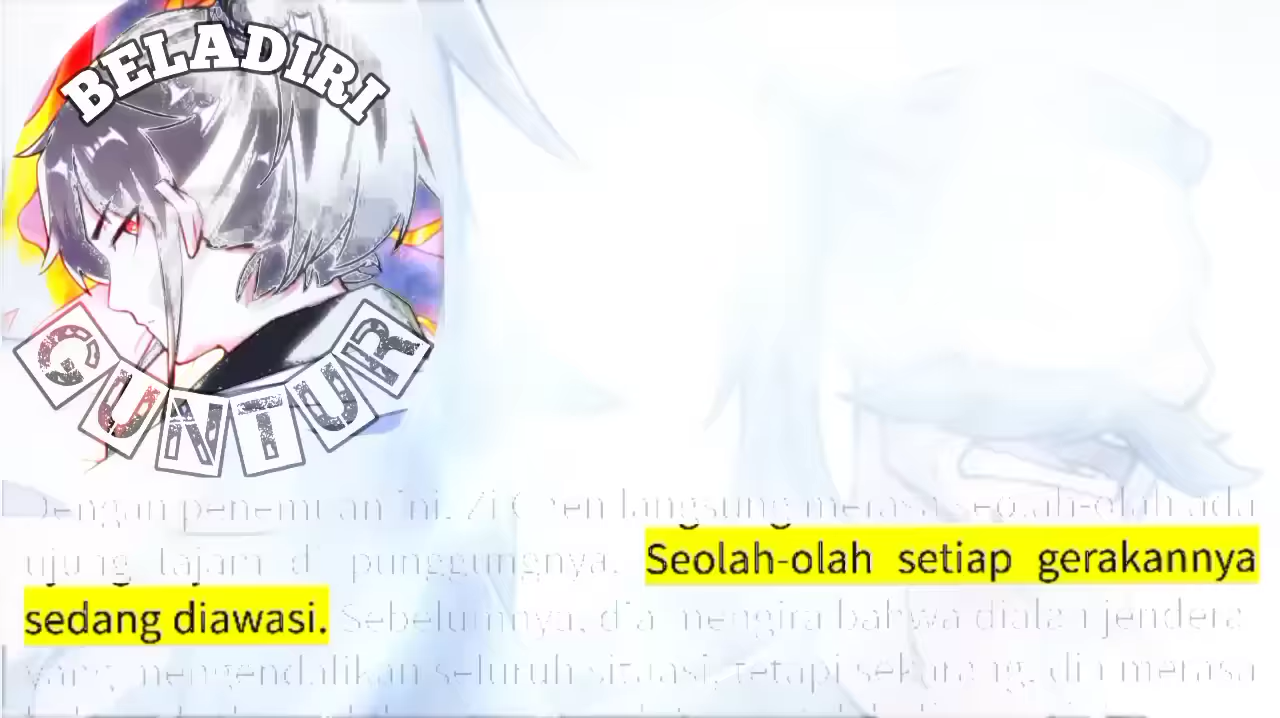 BELADIRI
GUNTUR
Dengan penemuan ini, Zi Chen langsung merasa seolah-olah ada
ujung tajam di punggungnya. Seolah-olah setiap gerakannya
sedang diawasi. Sebelumnya, dia mengira bahwa dialah jenderal
yang mengendalikan seluruh situasi, tetapi sekarang, dia merasa